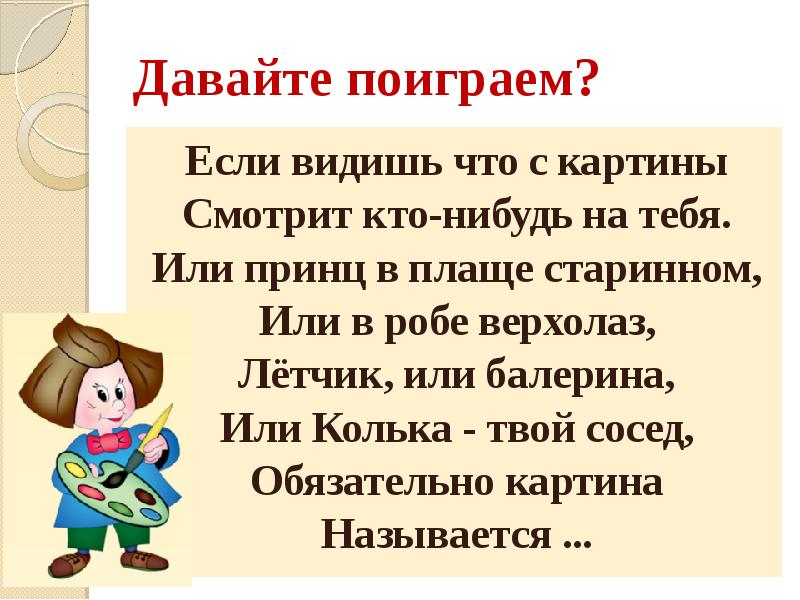 Давайте поиграем?
Если видишь что с картины
Смотрит кто-нибудь на тебя.
Или принц в плаще старинном,
Или в робе верхолаз,
Лётчик, или балерина,
Или Колька - твой сосед,
Обязательно картина
Называется ...